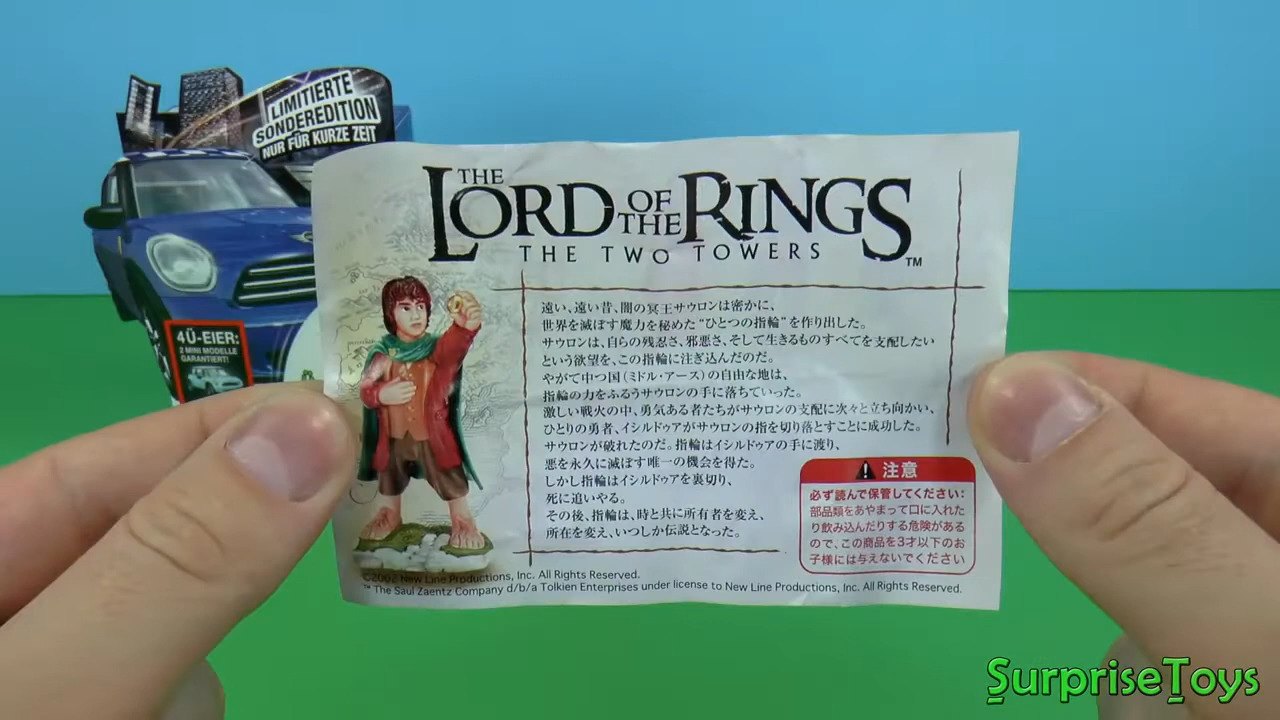 LIMITIERTE
SONDEREDITION
NUR FÜR KURZE ZEIT
4Ü-EIER:
2 MINI MODELLE
GARANTIERT!
THE LORD OF THE RINGS
THE TWO TOWERS
TM
遠い、遠い昔、闇の冥王サウロンは密かに、
世界を滅ぼす魔力を秘めた“ひとつの指輪”を作り出した。
サウロンは、自らの残忍さ、邪悪さ、そして生きるものすべてを支配したい
という欲望を、この指輪に注ぎ込んだのだ。
やがて中つ国(ミドル・アース)の自由な地は、
指輪の力をふるうサウロンの手に落ちていった。
激しい戦火の中、勇気ある者たちがサウロンの支配に次々と立ち向かい、
ひとりの勇者、イシルドゥアがサウロンの指を切り落とすことに成功した。
サウロンが破れたのだ。指輪はイシルドゥアの手に渡り、
悪を永久に滅ぼす唯一の機会を得た。
しかし指輪はイシルドゥアを裏切り、
死に追いやる。
その後、指輪は、時と共に所有者を変え、
所在を変え、いつしか伝説となった。
注意
必ず読んで保管してください:
部品類をあやまって口に入れた
り飲み込んだりする危険がある
ので、この商品を3才以下のお
子様には与えないでください
©2002 New Line Productions, Inc. All Rights Reserved.
™ The Saul Zaentz Company d/b/a Tolkien Enterprises under license to New Line Productions, Inc. All Rights Reserved.
SurpriseToys